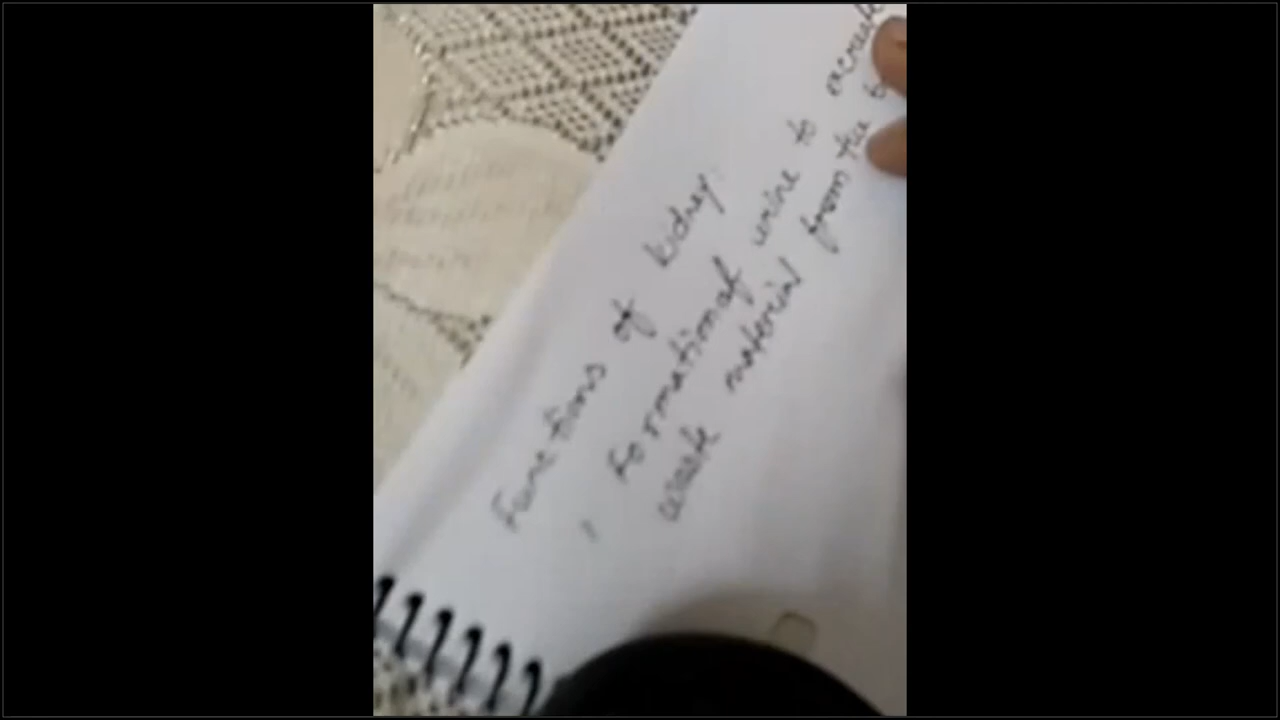 Functions of kidney:
1 Formation of urine to excrete
waste material from the b